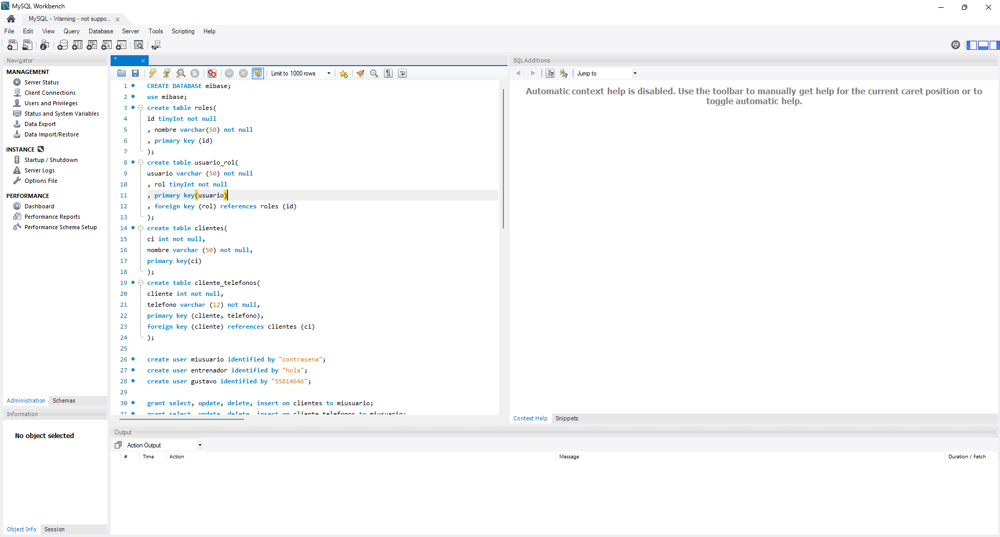 MySQL Workbench
MySQL - Warning - not suppo...
File Edit View Query Database Server Tools Scripting Help
Navigator
MANAGEMENT
Server Status
Client Connections
Users and Privileges
Status and System Variables
Data Export
Data Import/Restore
INSTANCE
Startup / Shutdown
Server Logs
Options File
PERFORMANCE
Dashboard
Performance Reports
Performance Schema Setup
Administration Schemas
Information
No object selected
Object Info Session
*
Limit to 1000 rows
1 CREATE DATABASE mibase;
2 use mibase;
3 create table roles(
4 id tinyInt not null
5 , nombre varchar(50) not null
6 , primary key (id)
7 );
8 create table usuario_rol(
9 usuario varchar (50) not null
10 , rol tinyInt not null
11 , primary key(usuario)
12 , foreign key (rol) references roles (id)
13 );
14 create table clientes(
15 ci int not null,
16 nombre varchar (50) not null,
17 primary key(ci)
18 );
19 create table cliente_telefonos(
20 cliente int not null,
21 telefono varchar (12) not null,
22 primary key (cliente, telefono),
23 foreign key (cliente) references clientes (ci)
24 );
25
26 create user miusuario identified by "contrasena";
27 create user entrenador identified by "hola";
28 create user gustavo identified by "55814646";
29
30 grant select, update, delete, insert on clientes to miusuario;
31 grant select, update, delete, insert on cliente_telefonos to miusuario;
SQLAdditions
Jump to
Automatic context help is disabled. Use the toolbar to manually get help for the current caret position or to
toggle automatic help.
Context Help Snippets
Output
Action Output
# Time Action Message Duration / Fetch